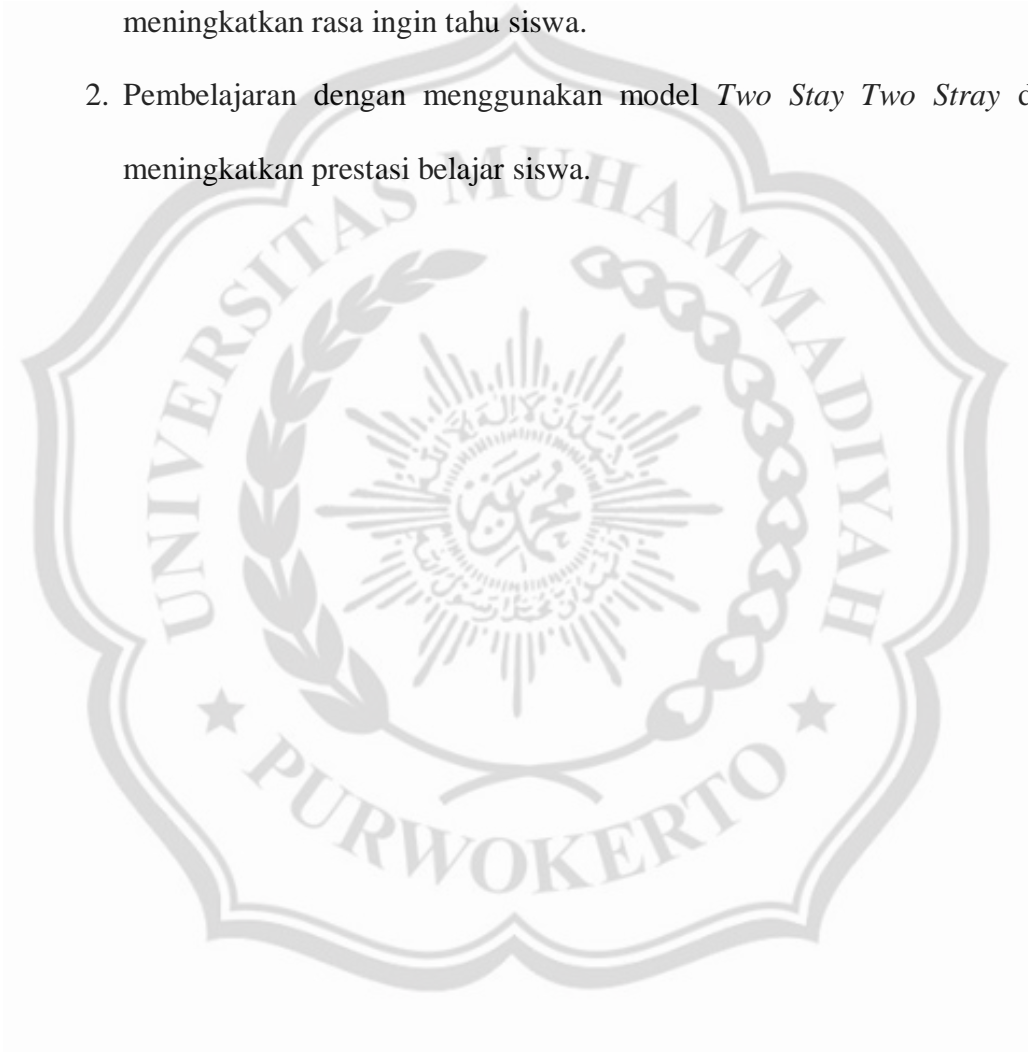 meningkatkan rasa ingin tahu siswa.
2. Pembelajaran dengan menggunakan model Two Stay Two Stray
meningkatkan prestasi belajar siswa.
UNIVERSITAS MUHAMMADIYAH
PURWOKERTO